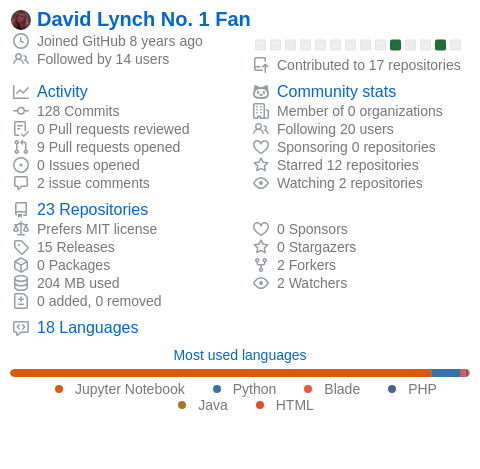 David Lynch No. 1 Fan
Joined GitHub 8 years ago
Followed by 14 users
Contributed to 17 repositories
Activity
128 Commits
0 Pull requests reviewed
9 Pull requests opened
0 Issues opened
2 issue comments
Community stats
Member of 0 organizations
Following 20 users
Sponsoring 0 repositories
Starred 12 repositories
Watching 2 repositories
23 Repositories
Prefers MIT license
15 Releases
0 Packages
204 MB used
0 added, 0 removed
0 Sponsors
0 Stargazers
2 Forkers
2 Watchers
18 Languages
Most used languages
Jupyter Notebook Python Blade PHP
Java HTML